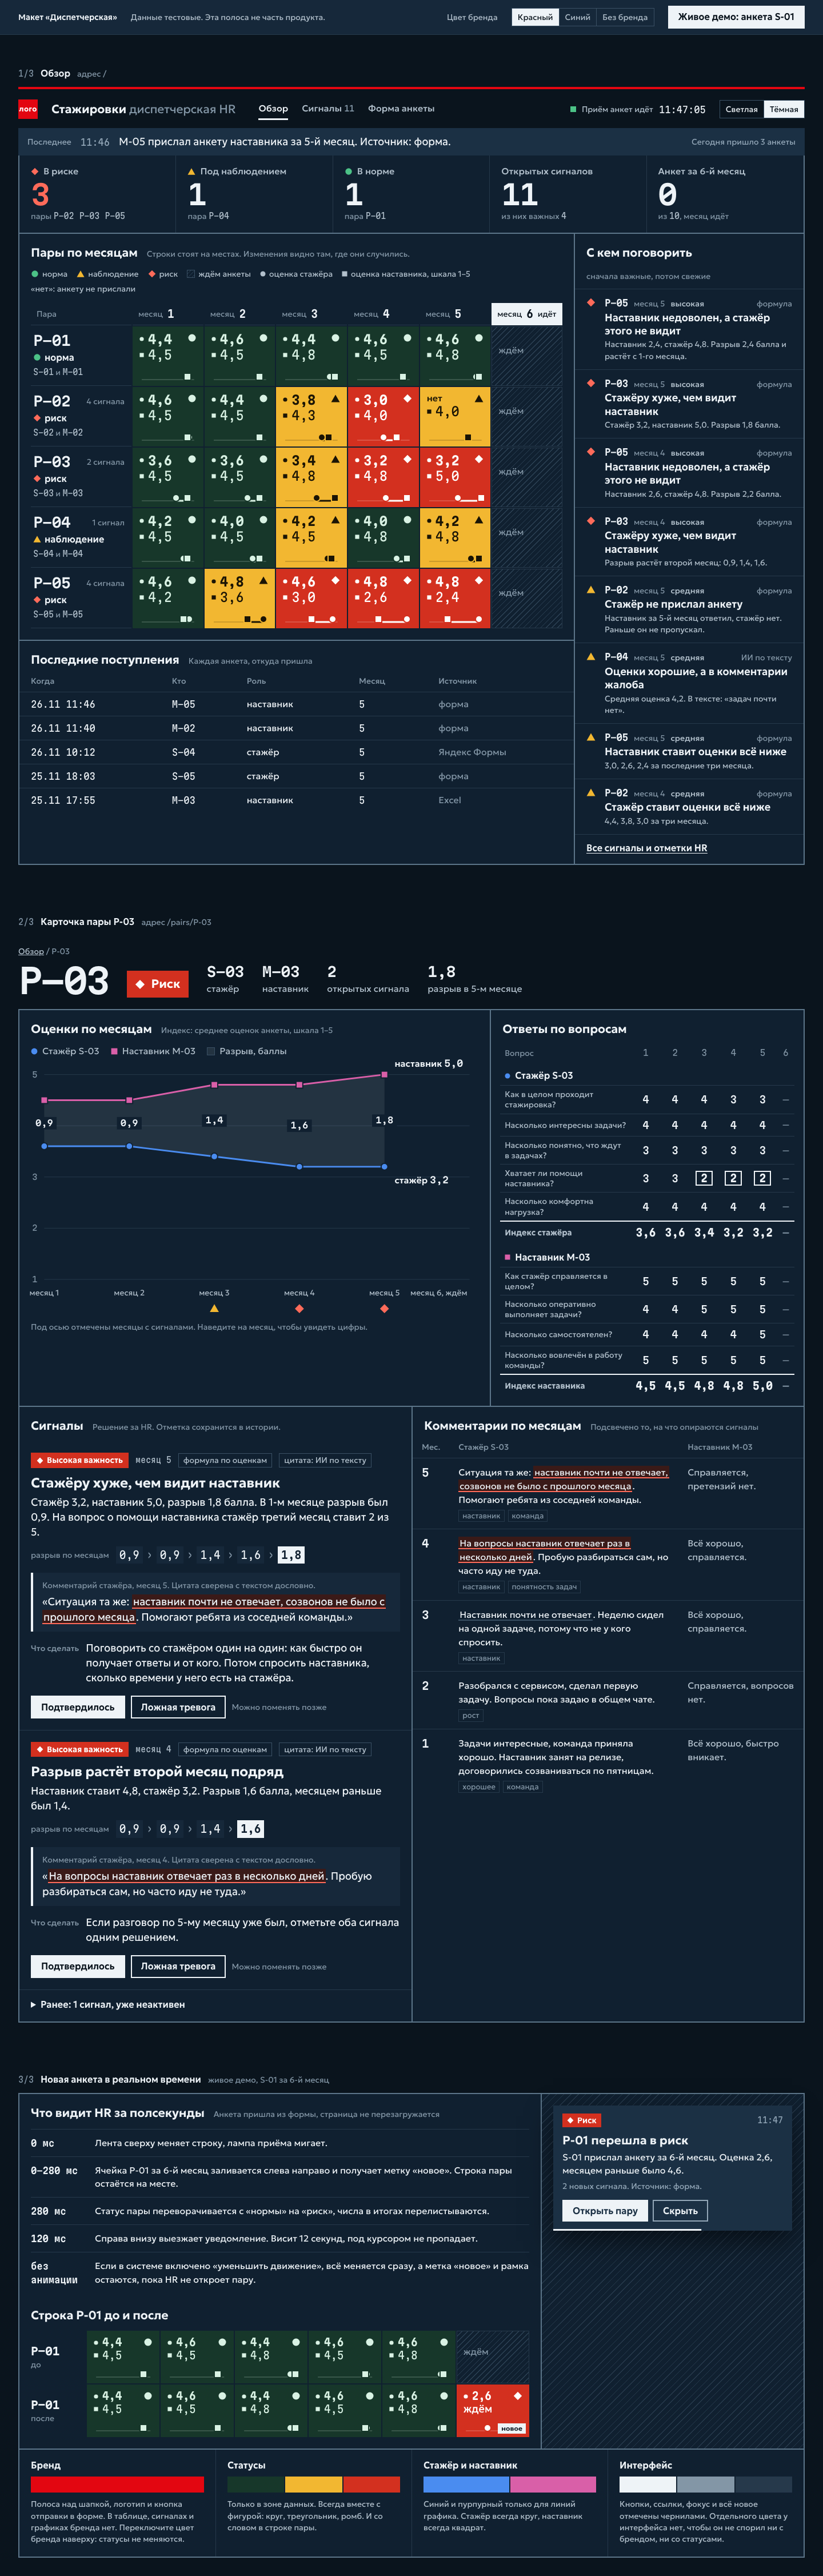 Макет «Диспетчерская» Данные тестовые. Эта полоса не часть продукта. Цвет бренда Красный Синий Без бренда Живое демо: анкета S-01
1/3 Обзор адрес /
лого Стажировки диспетчерская HR Обзор Сигналы 11 Форма анкеты Приём анкет идёт 11:47:05 Светлая Тёмная
Последнее 11:46 М-05 прислал анкету наставника за 5-й месяц. Источник: форма. Сегодня пришло 3 анкеты
В риске
3
пары P-02 P-03 P-05
Под наблюдением
1
пара P-04
В норме
1
пара P-01
Открытых сигналов
11
из них важных 4
Анкет за 6-й месяц
0
из 10, месяц идёт
Пары по месяцам Строки стоят на местах. Изменения видно там, где они случились.
норма наблюдение риск ждём анкеты оценка стажёра оценка наставника, шкала 1–5
«нет»: анкету не прислали
Пара месяц 1 месяц 2 месяц 3 месяц 4 месяц 5 месяц 6 идёт
P-01
норма
S-01 и M-01
4,4 4,6 4,4 4,6 4,6
4,5 4,5 4,8 4,5 4,8
ждём
P-02 4 сигнала
риск
S-02 и M-02
4,6 4,4 3,8 3,0 нет
4,5 4,5 4,3 4,0 4,0
ждём
P-03 2 сигнала
риск
S-03 и M-03
3,6 3,6 3,4 3,2 3,2
4,5 4,5 4,8 4,8 5,0
ждём
P-04 1 сигнал
наблюдение
S-04 и M-04
4,2 4,0 4,2 4,0 4,2
4,5 4,5 4,5 4,8 4,8
ждём
P-05 4 сигнала
риск
S-05 и M-05
4,6 4,8 4,6 4,8 4,8
4,2 3,6 3,0 2,6 2,4
ждём
Последние поступления Каждая анкета, откуда пришла
Когда Кто Роль Месяц Источник
26.11 11:46 M-05 наставник 5 форма
26.11 11:40 M-02 наставник 5 форма
26.11 10:12 S-04 стажёр 5 Яндекс Формы
25.11 18:03 S-05 стажёр 5 форма
25.11 17:55 M-03 наставник 5 Excel
С кем поговорить
сначала важные, потом свежие
P-05 месяц 5 высокая формула
Наставник недоволен, а стажёр
этого не видит
Наставник 2,4, стажёр 4,8. Разрыв 2,4 балла и
растёт с 1-го месяца.
P-03 месяц 5 высокая формула
Стажёру хуже, чем видит
наставник
Стажёр 3,2, наставник 5,0. Разрыв 1,8 балла.
P-05 месяц 4 высокая формула
Наставник недоволен, а стажёр
этого не видит
Наставник 2,6, стажёр 4,8. Разрыв 2,2 балла.
P-03 месяц 4 высокая формула
Стажёру хуже, чем видит
наставник
Разрыв растёт второй месяц: 0,9, 1,4, 1,6.
P-02 месяц 5 средняя формула
Стажёр не прислал анкету
Наставник за 5-й месяц ответил, стажёр нет.
Раньше он не пропускал.
P-04 месяц 5 средняя ИИ по тексту
Оценки хорошие, а в комментарии
жалоба
Средняя оценка 4,2. В тексте: «задач почти
нет».
P-05 месяц 5 средняя формула
Наставник ставит оценки всё ниже
3,0, 2,6, 2,4 за последние три месяца.
P-02 месяц 4 средняя формула
Стажёр ставит оценки всё ниже
4,4, 3,8, 3,0 за три месяца.
Все сигналы и отметки HR
2/3 Карточка пары P-03 адрес /pairs/P-03
Обзор / P-03
P-03 Риск
S-03
стажёр
M-03
наставник
2
открытых сигнала
1,8
разрыв в 5-м месяце
Оценки по месяцам Индекс: среднее оценок анкеты, шкала 1–5
Стажёр S-03 Наставник M-03 Разрыв, баллы
наставник 5,0
5
0,9 0,9 1,4 1,6 1,8
3
стажёр 3,2
2
1
месяц 1 месяц 2 месяц 3 месяц 4 месяц 5 месяц 6, ждём
Под осью отмечены месяцы с сигналами. Наведите на месяц, чтобы увидеть цифры.
Ответы по вопросам
Вопрос 1 2 3 4 5 6
Стажёр S-03
Как в целом проходит
стажировка? 4 4 4 3 3 –
Насколько интересны задачи? 4 4 4 4 4 –
Насколько понятно, что ждут
в задачах? 3 3 3 3 3 –
Хватает ли помощи
наставника? 3 3 2 2 2 –
Насколько комфортна
нагрузка? 4 4 4 4 4 –
Индекс стажёра 3,6 3,6 3,4 3,2 3,2 –
Наставник M-03
Как стажёр справляется в
целом? 5 5 5 5 5 –
Насколько оперативно
выполняет задачи? 4 4 5 5 5 –
Насколько самостоятелен? 4 4 4 4 5 –
Насколько вовлечён в работу
команды? 5 5 5 5 5 –
Индекс наставника 4,5 4,5 4,8 4,8 5,0 –
Сигналы Решение за HR. Отметка сохранится в истории.
Высокая важность месяц 5 формула по оценкам цитата: ИИ по тексту
Стажёру хуже, чем видит наставник
Стажёр 3,2, наставник 5,0, разрыв 1,8 балла. В 1-м месяце разрыв был
0,9. На вопрос о помощи наставника стажёр третий месяц ставит 2 из
5.
разрыв по месяцам 0,9 › 0,9 › 1,4 › 1,6 › 1,8
Комментарий стажёра, месяц 5. Цитата сверена с текстом дословно.
«Ситуация та же: наставник почти не отвечает, созвонов не было с
прошлого месяца. Помогают ребята из соседней команды.»
Что сделать Поговорить со стажёром один на один: как быстро он
получает ответы и от кого. Потом спросить наставника,
сколько времени у него есть на стажёра.
Подтвердилось Ложная тревога Можно поменять позже
Высокая важность месяц 4 формула по оценкам цитата: ИИ по тексту
Разрыв растёт второй месяц подряд
Наставник ставит 4,8, стажёр 3,2. Разрыв 1,6 балла, месяцем раньше
был 1,4.
разрыв по месяцам 0,9 › 0,9 › 1,4 › 1,6
Комментарий стажёра, месяц 4. Цитата сверена с текстом дословно.
«На вопросы наставник отвечает раз в несколько дней. Пробую
разбираться сам, но часто иду не туда.»
Что сделать Если разговор по 5-му месяцу уже был, отметьте оба сигнала
одним решением.
Подтвердилось Ложная тревога Можно поменять позже
Ранее: 1 сигнал, уже неактивен
Комментарии по месяцам Подсвечено то, на что опираются сигналы
Мес. Стажёр S-03 Наставник M-03
5 Ситуация та же: наставник почти не отвечает, Справляется,
созвонов не было с прошлого месяца. претензий нет.
Помогают ребята из соседней команды.
наставник команда
4 На вопросы наставник отвечает раз в Всё хорошо,
несколько дней. Пробую разбираться сам, но справляется.
часто иду не туда.
наставник понятность задач
3 Наставник почти не отвечает. Неделю сидел Всё хорошо,
на одной задаче, потому что не у кого справляется.
спросить.
наставник
2 Разобрался с сервисом, сделал первую Справляется, вопросов
задачу. Вопросы пока задаю в общем чате. нет.
рост
1 Задачи интересные, команда приняла Всё хорошо, быстро
хорошо. Наставник занят на релизе, вникает.
договорились созваниваться по пятницам.
хорошее команда
3/3 Новая анкета в реальном времени живое демо, S-01 за 6-й месяц
Что видит HR за полсекунды Анкета пришла из формы, страница не перезагружается
0 мс Лента сверху меняет строку, лампа приёма мигает.
0–280 мс Ячейка P-01 за 6-й месяц заливается слева направо и получает метку «новое». Строка пары
остаётся на месте.
280 мс Статус пары переворачивается с «нормы» на «риск», числа в итогах перелистываются.
120 мс Справа внизу выезжает уведомление. Висит 12 секунд, под курсором не пропадает.
без
анимации Если в системе включено «уменьшить движение», всё меняется сразу, а метка «новое» и рамка
остаются, пока HR не откроет пару.
Строка P-01 до и после
P-01
до
4,4 4,6 4,4 4,6 4,6
4,5 4,5 4,8 4,5 4,8
ждём
P-01
после
4,4 4,6 4,4 4,6 4,6 2,6
4,5 4,5 4,8 4,5 4,8 ждём
новое
Риск 11:47
P-01 перешла в риск
S-01 прислал анкету за 6-й месяц. Оценка 2,6,
месяцем раньше было 4,6.
2 новых сигнала. Источник: форма.
Открыть пару Скрыть
Бренд
Полоса над шапкой, логотип и кнопка
отправки в форме. В таблице, сигналах и
графиках бренда нет. Переключите цвет
бренда наверху: статусы не меняются.
Статусы
Только в зоне данных. Всегда вместе с
фигурой: круг, треугольник, ромб. И со
словом в строке пары.
Стажёр и наставник
Синий и пурпурный только для линий
графика. Стажёр всегда круг, наставник
всегда квадрат.
Интерфейс
Кнопки, ссылки, фокус и всё новое
отмечены чернилами. Отдельного цвета у
интерфейса нет, чтобы он не спорил ни с
брендом, ни со статусами.